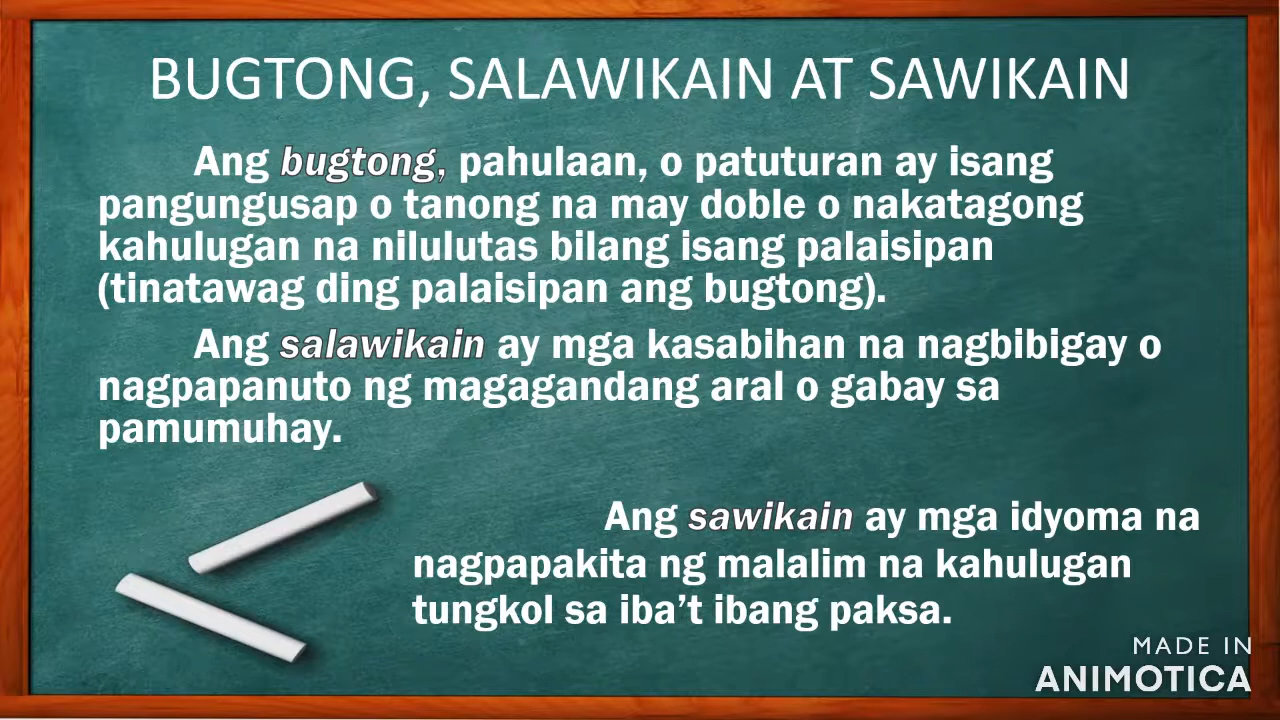 BUGTONG, SALAWIKAIN AT SAWIKAIN
Ang bugtong, pahulaan, o patuturan ay isang
pangungusap o tanong na may doble o nakatagong
kahulugan na nilulutas bilang isang palaisipan
(tinatawag ding palaisipan ang bugtong).
Ang salawikain ay mga kasabihan na nagbibigay o
nagpapanuto ng magagandang aral o gabay sa
pamumuhay.
Ang sawikain ay mga idyoma na
nagpapakita ng malalim na kahulugan
tungkol sa iba’t ibang paksa.
MADE IN
ANIMOTICA